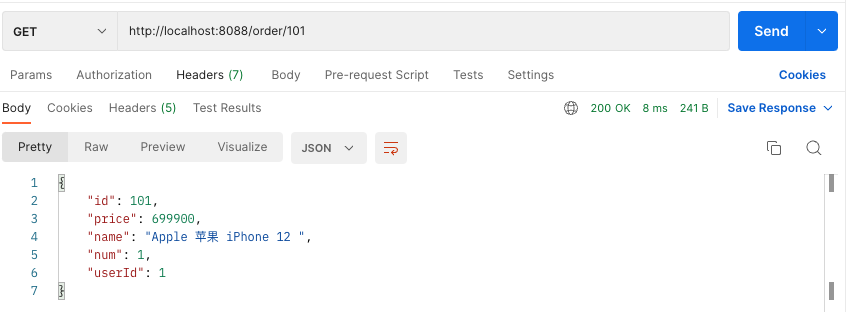 GET http://localhost:8088/order/101 Send
Params Authorization Headers (7) Body Pre-request Script Tests Settings Cookies
Body Cookies Headers (5) Test Results 200 OK 8 ms 241 B Save Response
Pretty Raw Preview Visualize JSON
1 {
2 "id": 101,
3 "price": 699900,
4 "name": "Apple 苹果 iPhone 12 ",
5 "num": 1,
6 "userId": 1
7 }